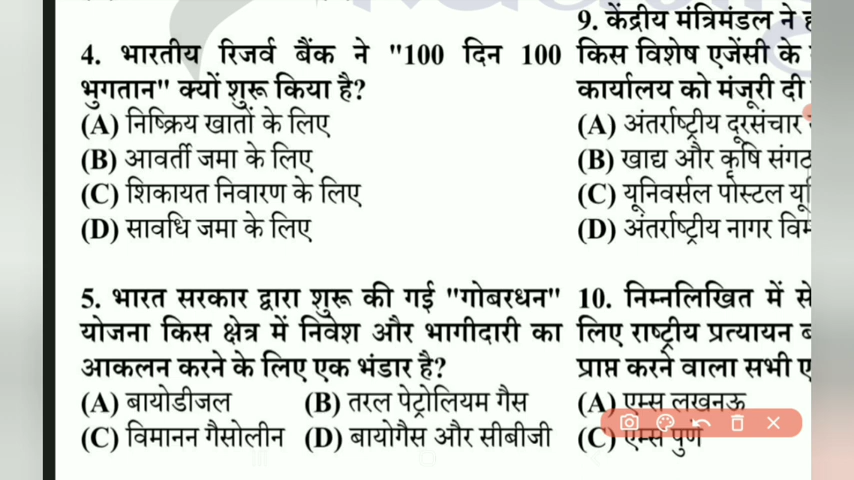 4. भारतीय रिजर्व बैंक ने "100 दिन 100
भुगतान" क्यों शुरू किया है?
(A) निष्क्रिय खातों के लिए
(B) आवर्ती जमा के लिए
(C) शिकायत निवारण के लिए
(D) सावधि जमा के लिए
5. भारत सरकार द्वारा शुरू की गई "गोबरधन"
योजना किस क्षेत्र में निवेश और भागीदारी का
आकलन करने के लिए एक भंडार है?
(A) बायोडीजल (B) तरल पेट्रोलियम गैस
(C) विमानन गैसोलीन (D) बायोगैस और सीबीजी
9. केंद्रीय मंत्रिमंडल ने
किस विशेष एजेंसी के
कार्यालय को मंजूरी दी
(A) अंतर्राष्ट्रीय दूरसंचार
(B) खाद्य और कृषि
(C) यूनिवर्सल पोस्टल
(D) अंतर्राष्ट्रीय नागर
10. निम्नलिखित में से
लिए राष्ट्रीय प्रत्यायन
प्राप्त करने वाला सभी
(A) एम्स लखनऊ
(C) एम्स पुणे